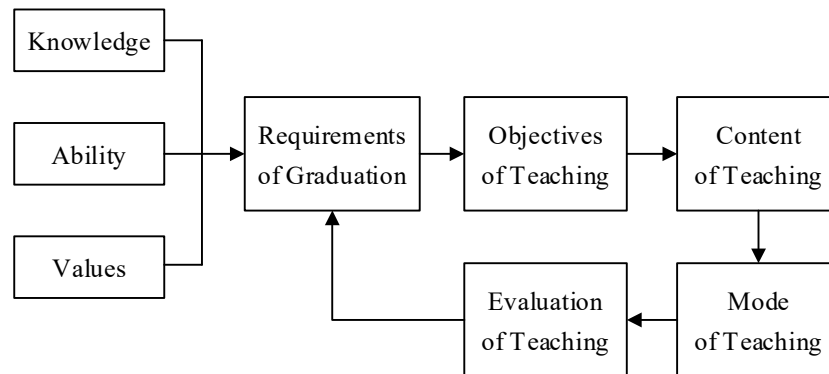 Knowledge
Ability
Values
Requirements
of Graduation
Objectives
of Teaching
Content
of Teaching
Mode
of Teaching
Evaluation
of Teaching